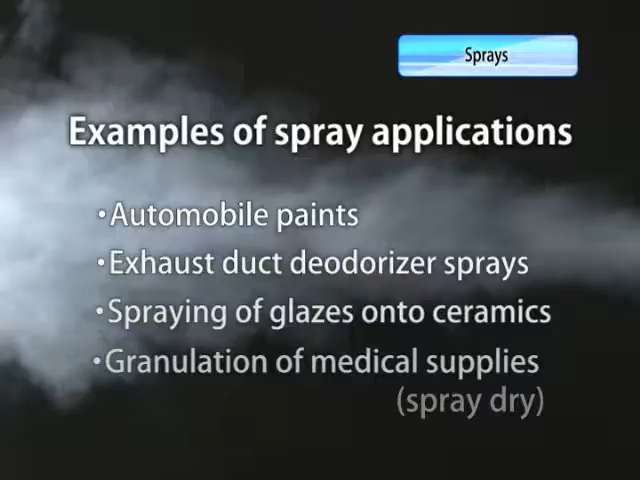 Sprays
Examples of spray applications
•Automobile paints
•Exhaust duct deodorizer sprays
•Spraying of glazes onto ceramics
•Granulation of medical supplies
(spray dry)